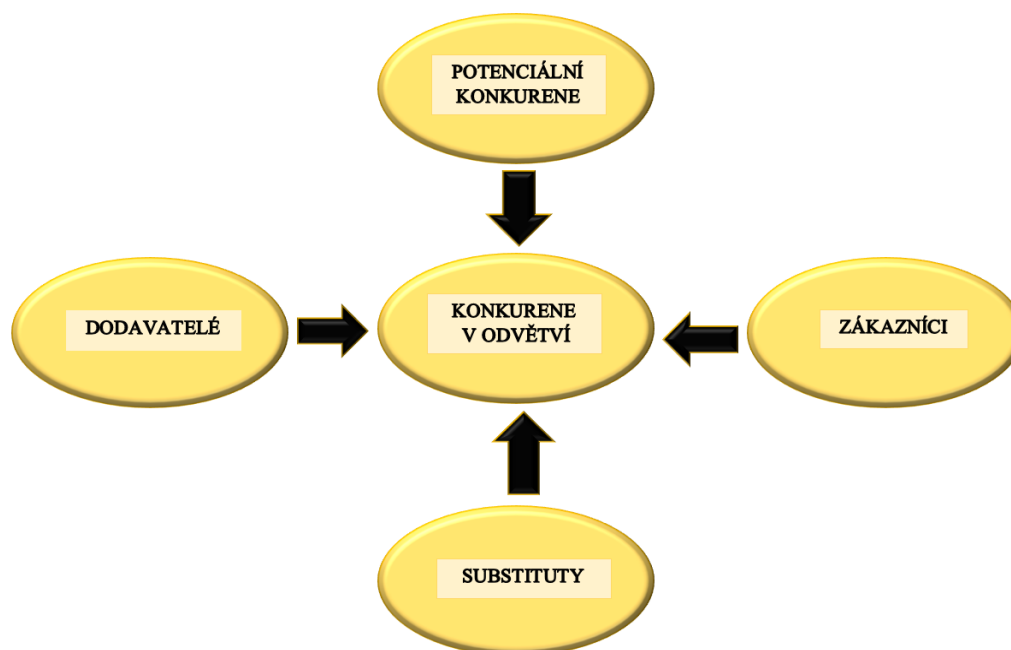 POTENCIÁLNÍ
KONKURENE
DODAVATELÉ
KONKURENE
V ODVĚTVÍ
ZÁKAZNÍCI
SUBSTITUTY